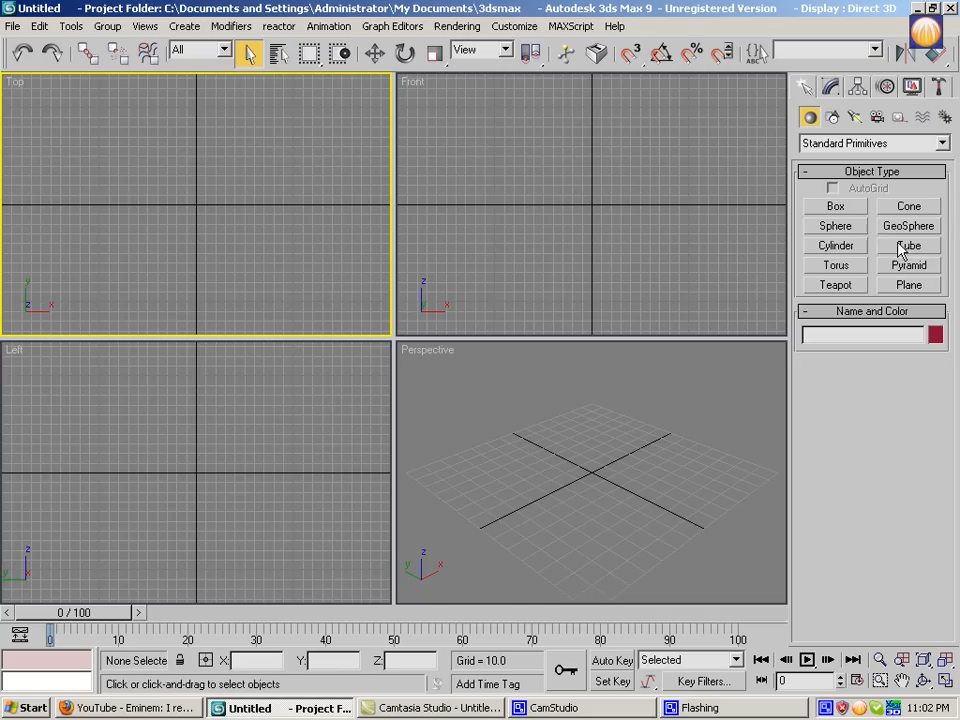 Untitled - Project Folder: C:\Documents and Settings\Administrator\My Documents\3dsmax - Autodesk 3ds Max 9 - Unregistered Version - Display : Direct 3D
File Edit Tools Group Views Create Modifiers reactor Animation Graph Editors Rendering Customize MAXScript Help
All View 3 % ABC
Top Front
Standard Primitives
- Object Type
AutoGrid
Box Cone
Sphere GeoSphere
Cylinder Tube
Torus Pyramid
Teapot Plane
- Name and Color
y z x
z y x
Left Perspective
z y x
z y x
< 0 / 100 >
0 10 20 30 40 50 60 70 80 90 100
None Selecte X: Y: Z: Grid = 10.0 Auto Key Selected
Click or click-and-drag to select objects Add Time Tag Set Key Key Filters... 0
Start YouTube - Eminem: I re... Untitled - Project F... Camtasia Studio - Untitle... CamStudio Flashing 11:02 PM